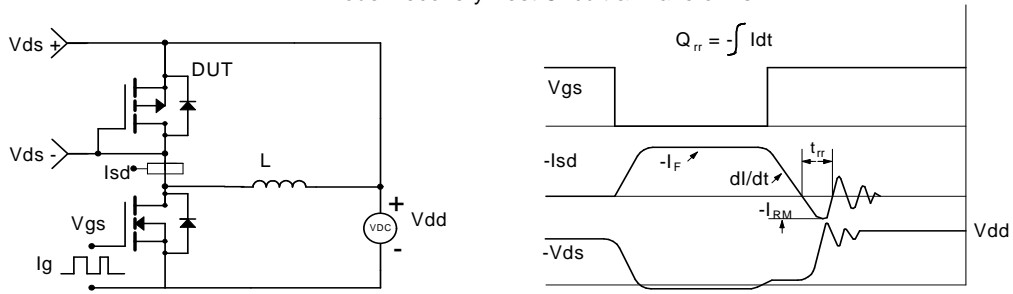 Vds +
DUT
Vds -
Isd
L
Vgs
Ig
+
VDC
-
Vdd
Qrr = -∫ Idt
Vgs
-Isd
-IF
dI/dt
trr
-IRM
Vdd
-Vds